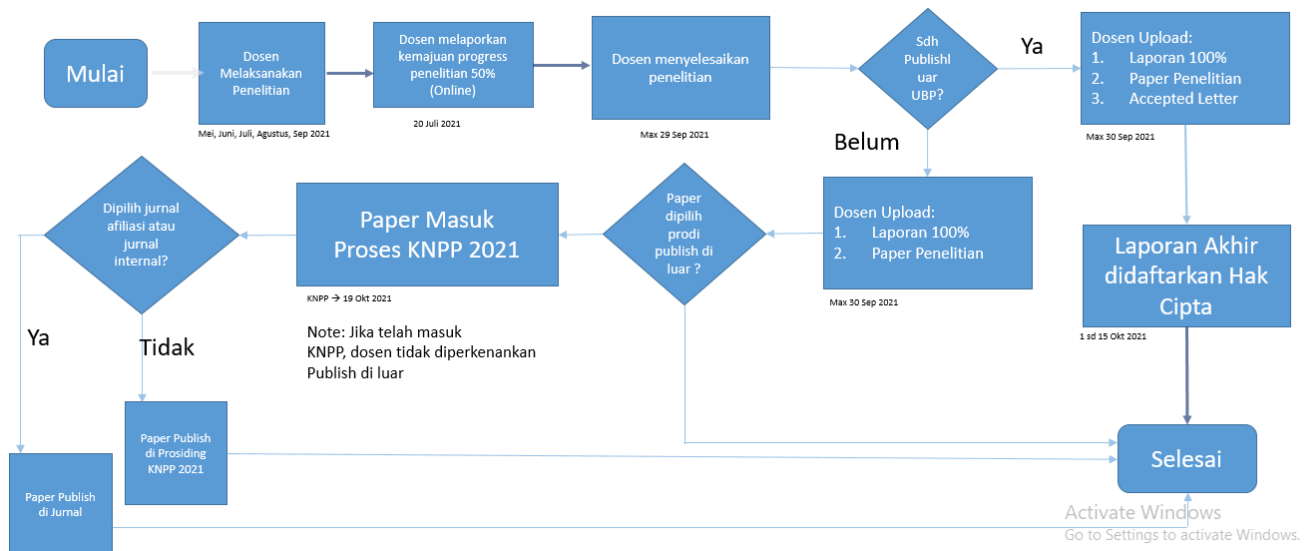 Mulai
Dosen
Melaksanakan
Penelitian
Mei, Juni, Juli, Agustus, Sep 2021
Dosen melaporkan
kemajuan progress
penelitian 50%
(Online)
20 Juli 2021
Dosen menyelesaikan
penelitian
Max 29 Sep 2021
Sdh
Publishl
uar
UBP?
Ya
Dosen Upload:
1. Laporan 100%
2. Paper Penelitian
3. Accepted Letter
Max 30 Sep 2021
Belum
Dipilih jurnal
afiliasi atau
jurnal
internal?
Paper Masuk
Proses KNPP 2021
KNPP → 19 Okt 2021
Note: Jika telah masuk
KNPP, dosen tidak diperkenankan
Publish di luar
Paper
dipilih
prodi
publish di
luar ?
Dosen Upload:
1. Laporan 100%
2. Paper Penelitian
Max 30 Sep 2021
Laporan Akhir
didaftarkan Hak
Cipta
1 sd 15 Okt 2021
Ya
Tidak
Paper Publish
di Prosiding
KNPP 2021
Paper Publish
di Jurnal
Selesai
Activate Windows
Go to Settings to activate Windows.